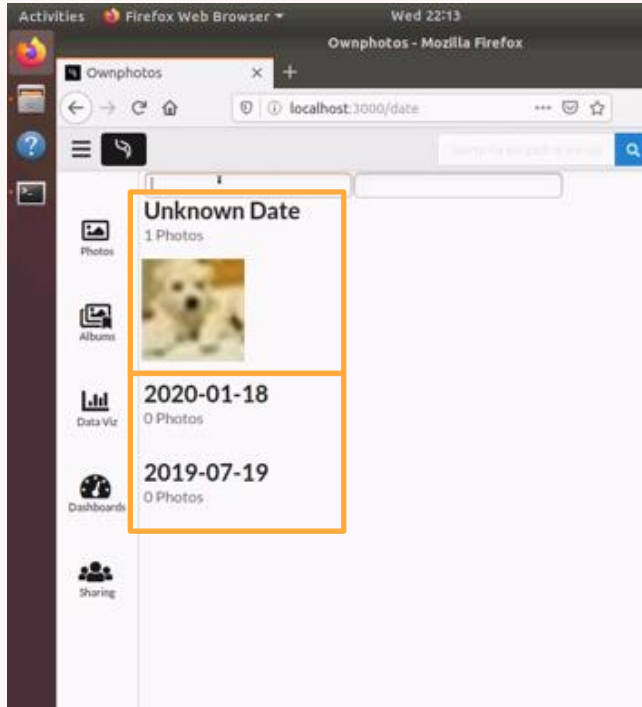 Activities Firefox Web Browser Wed 22:13
Ownphotos - Mozilla Firefox
Ownphotos
localhost:3000/date
Unknown Date
1 Photos
Photos
Albums
2020-01-18
0 Photos
Data Viz
2019-07-19
0 Photos
Dashboards
Sharing